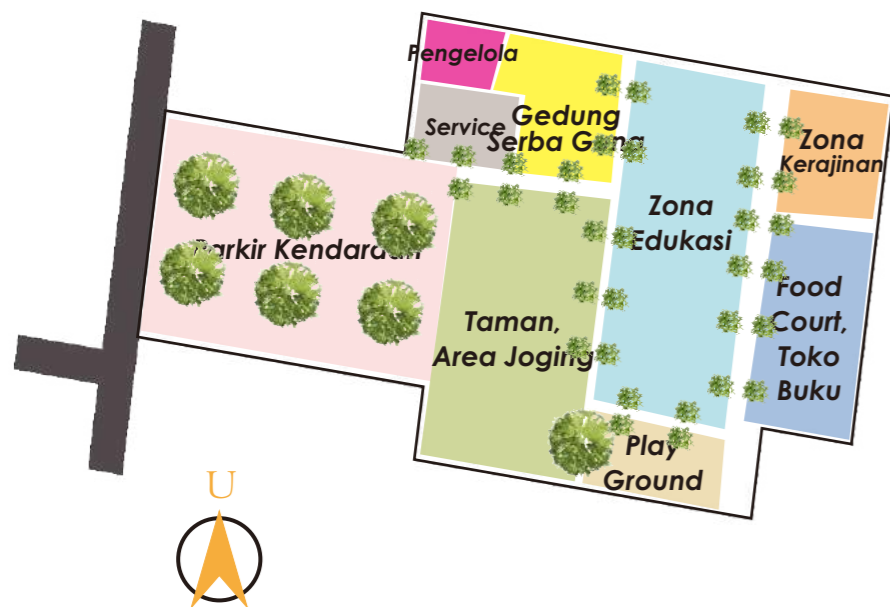 Pengelola
Gedung
Serba Guna
Service
Zona
Kerajinan
Zona
Edukasi
Parkir Kendaraan
Food
Court,
Toko
Buku
Taman,
Area Joging
Play
Ground
U